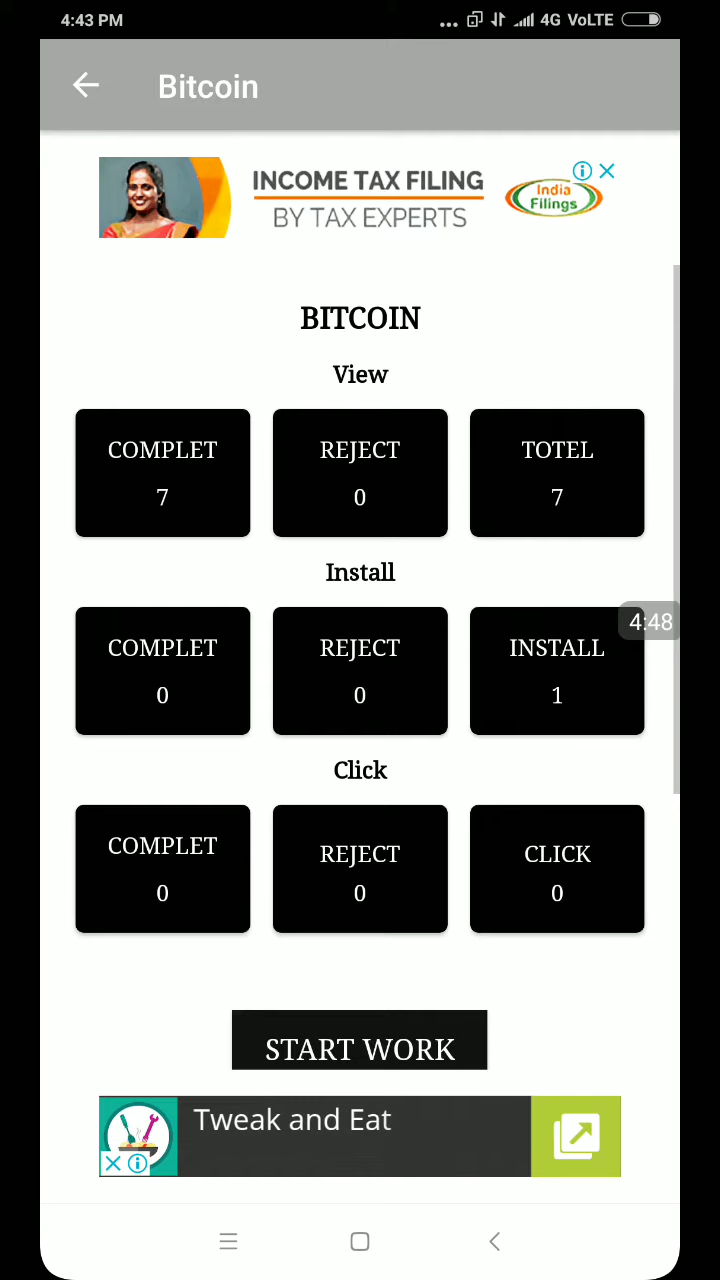 4:43 PM
... 4G VoLTE
Bitcoin
INCOME TAX FILING
BY TAX EXPERTS
India
Filings
BITCOIN
View
COMPLET
REJECT
TOTEL
7
0
7
Install
COMPLET
REJECT
INSTALL
0
0
1
4:48
Click
COMPLET
REJECT
CLICK
0
0
0
START WORK
Tweak and Eat